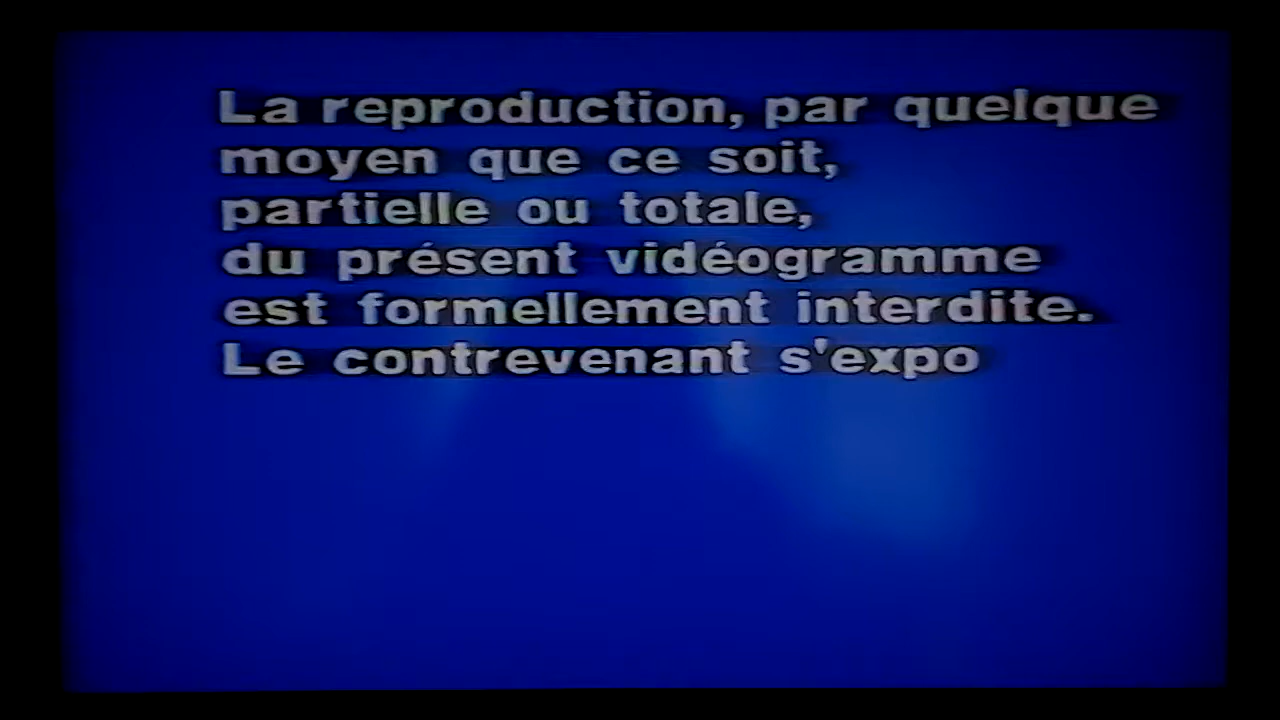 La reproduction, par quelque
moyen que ce soit,
partielle ou totale,
du présent vidéogramme
est formellement interdite.
Le contrevenant s'expo